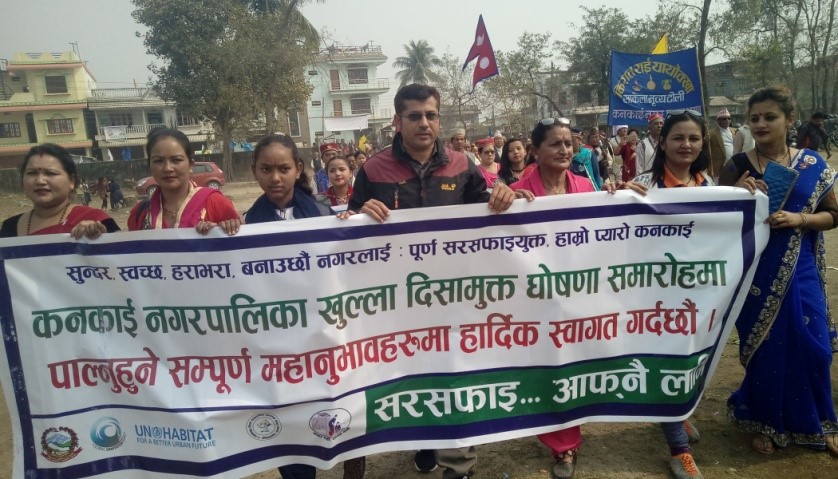 किरात राई यायोक्खा
साकेला नृत्य टोली
कनकाई
सुन्दर, स्वच्छ, हराभरा, बनाउछौं नगरलाई : पूर्ण सरसफाइयुक्त, हाम्रो प्यारो कनकाई
कनकाई नगरपालिका खुल्ला दिसामुक्त घोषणा समारोहमा
पाल्नुहुने सम्पूर्ण महानुभावहरुमा हार्दिक स्वागत गर्दछौं ।
सरसफाइ... आफ्नै लागि
UN HABITAT
FOR A BETTER URBAN FUTURE